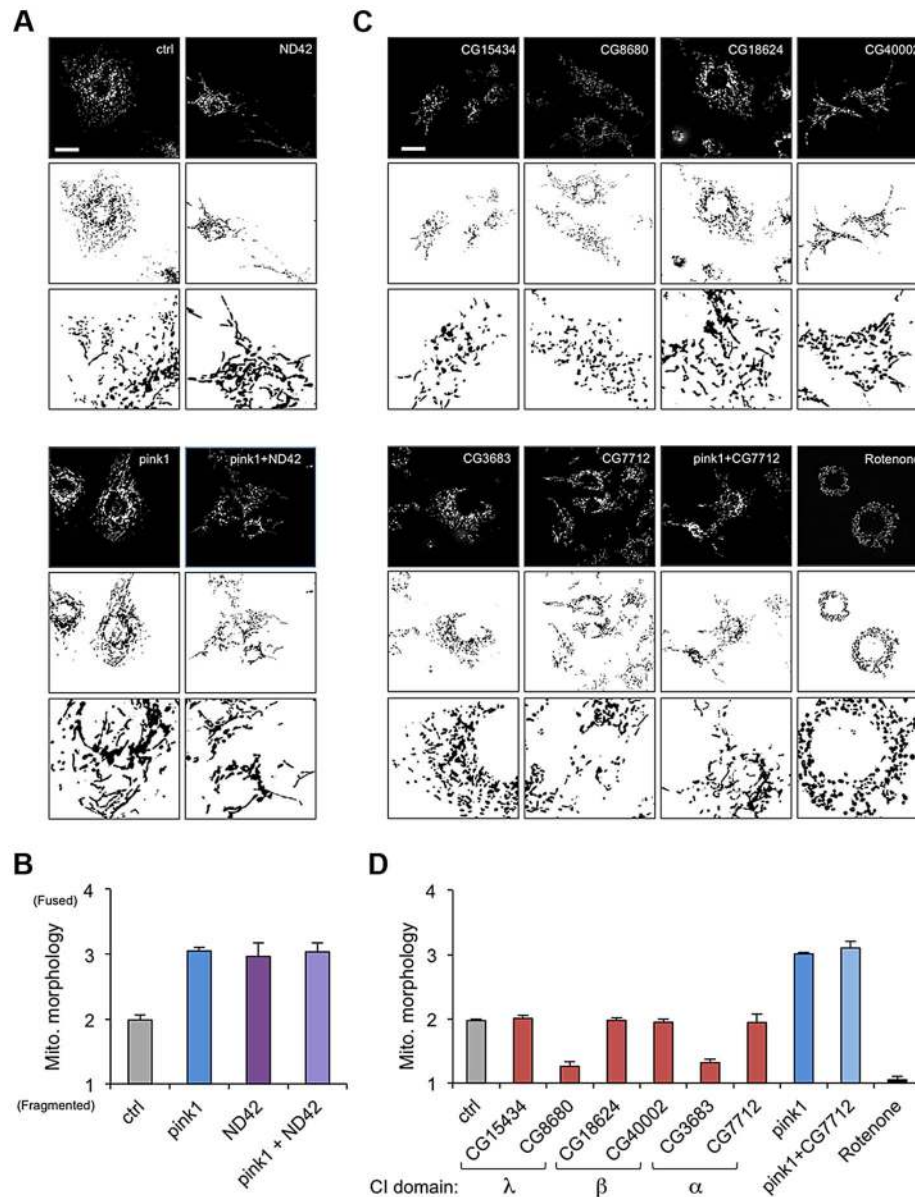 A
C
ctrl
ND42
CG15434
CG8680
CG18624
CG40002
pink1
pink1+ND42
CG3683
CG7712
pink1+CG7712
Rotenone
B
D
4
(Fused)
3
Mito. morphology
2
1
(Fragmented)
ctrl
pink1
ND42
pink1 + ND42
4
3
Mito. morphology
2
1
ctrl
CG15434
CG8680
CG18624
CG40002
CG3683
CG7712
pink1
pink1+CG7712
Rotenone
CI domain: λ β α